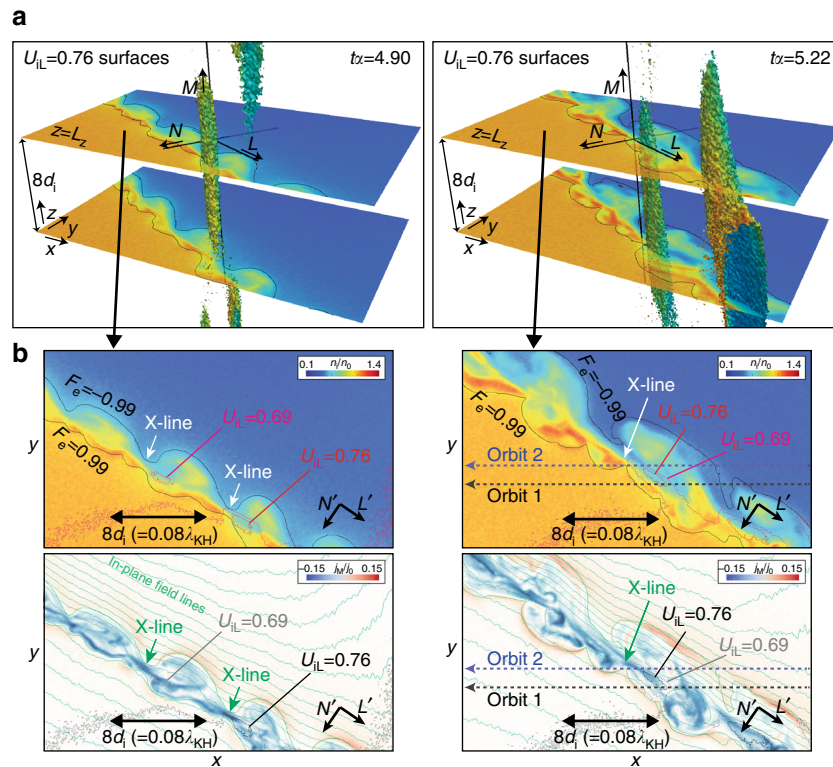 a
U_iL=0.76 surfaces tα=4.90
M
N
L
z=L_z
8d_i
z
y
x
U_iL=0.76 surfaces tα=5.22
M
N
L
z=L_z
8d_i
z
y
x
b
0.1 n/n_0 1.4
F_e=−0.99
F_e=0.99
X-line
U_iL=0.69
X-line
U_iL=0.76
y
N′ L′
8d_i (=0.08λ_KH)
0.1 n/n_0 1.4
F_e=−0.99
F_e=0.99
X-line
U_iL=0.76
U_iL=0.69
Orbit 2
Orbit 1
y
N′ L′
8d_i (=0.08λ_KH)
−0.15 j_M/j_0 0.15
In-plane field lines
X-line
U_iL=0.69
X-line
U_iL=0.76
y
N′ L′
8d_i (=0.08λ_KH)
x
−0.15 j_M/j_0 0.15
X-line
U_iL=0.76
U_iL=0.69
Orbit 2
Orbit 1
y
N′ L′
8d_i (=0.08λ_KH)
x